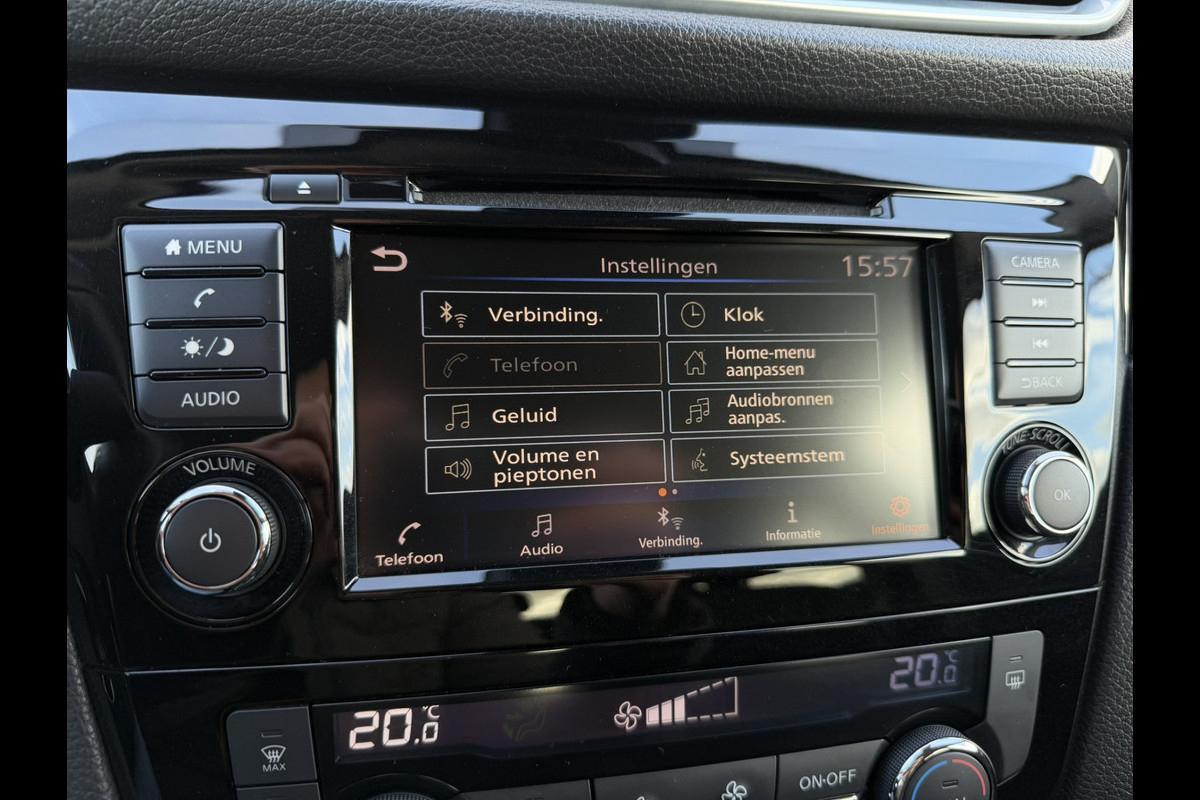 MENU
AUDIO
VOLUME
Instellingen
15:57
Verbinding.
Klok
Telefoon
Home-menu
aanpassen
Geluid
Audiobronnen
aanpas.
Volume en
pieptonen
Systeemstem
Telefoon
Audio
Verbinding.
Informatie
Instellingen
CAMERA
BACK
TUNE·SCROLL
OK
20.0°C
20.0°C
MAX
ON·OFF